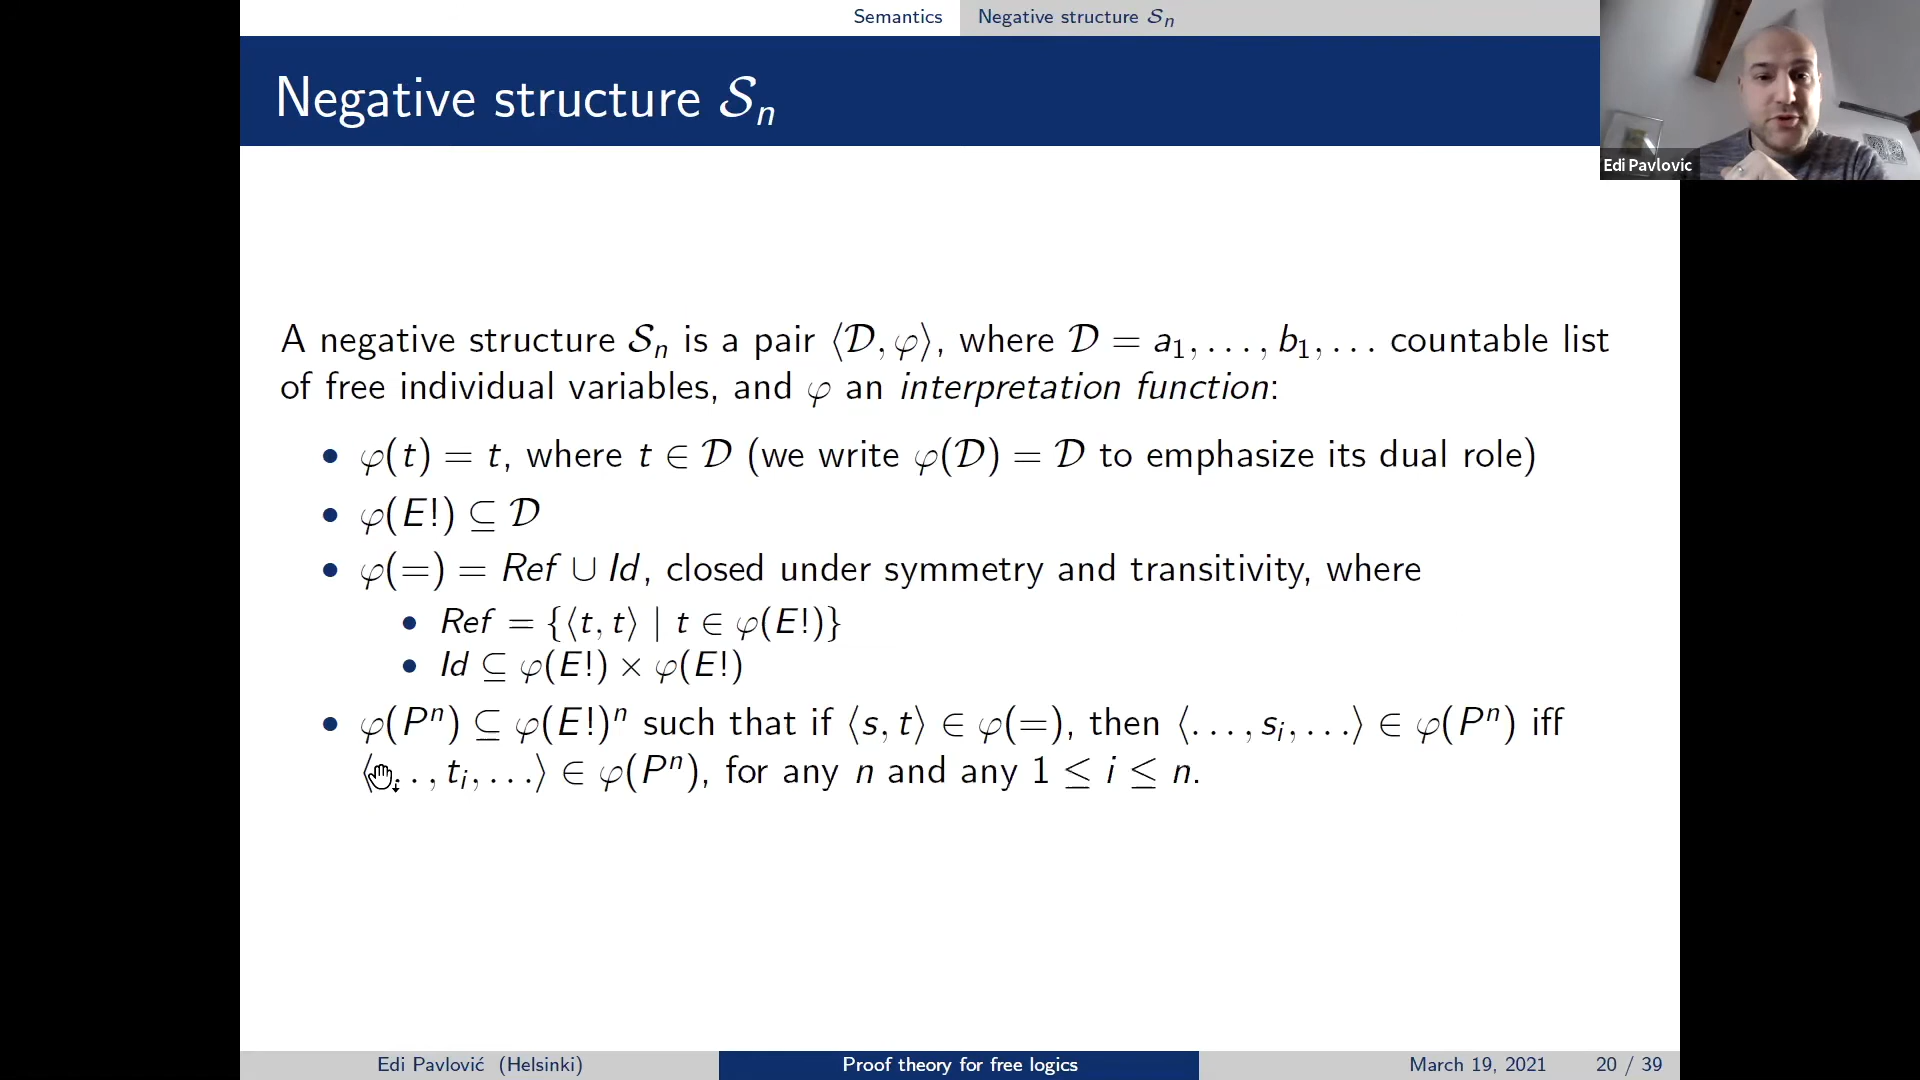 Semantics Negative structure 𝒮ₙ
Negative structure 𝒮ₙ
Edi Pavlovic
A negative structure 𝒮ₙ is a pair ⟨𝒟, φ⟩, where 𝒟 = a₁, . . . , b₁, . . . countable list
of free individual variables, and φ an interpretation function:
• φ(t) = t, where t ∈ 𝒟 (we write φ(𝒟) = 𝒟 to emphasize its dual role)
• φ(E!) ⊆ 𝒟
• φ(=) = Ref ∪ Id, closed under symmetry and transitivity, where
• Ref = {⟨t, t⟩ | t ∈ φ(E!)}
• Id ⊆ φ(E!) × φ(E!)
• φ(Pⁿ) ⊆ φ(E!)ⁿ such that if ⟨s, t⟩ ∈ φ(=), then ⟨. . . , sᵢ, . . .⟩ ∈ φ(Pⁿ) iff
⟨. . . , tᵢ, . . .⟩ ∈ φ(Pⁿ), for any n and any 1 ≤ i ≤ n.
Edi Pavlović (Helsinki) Proof theory for free logics March 19, 2021 20 / 39